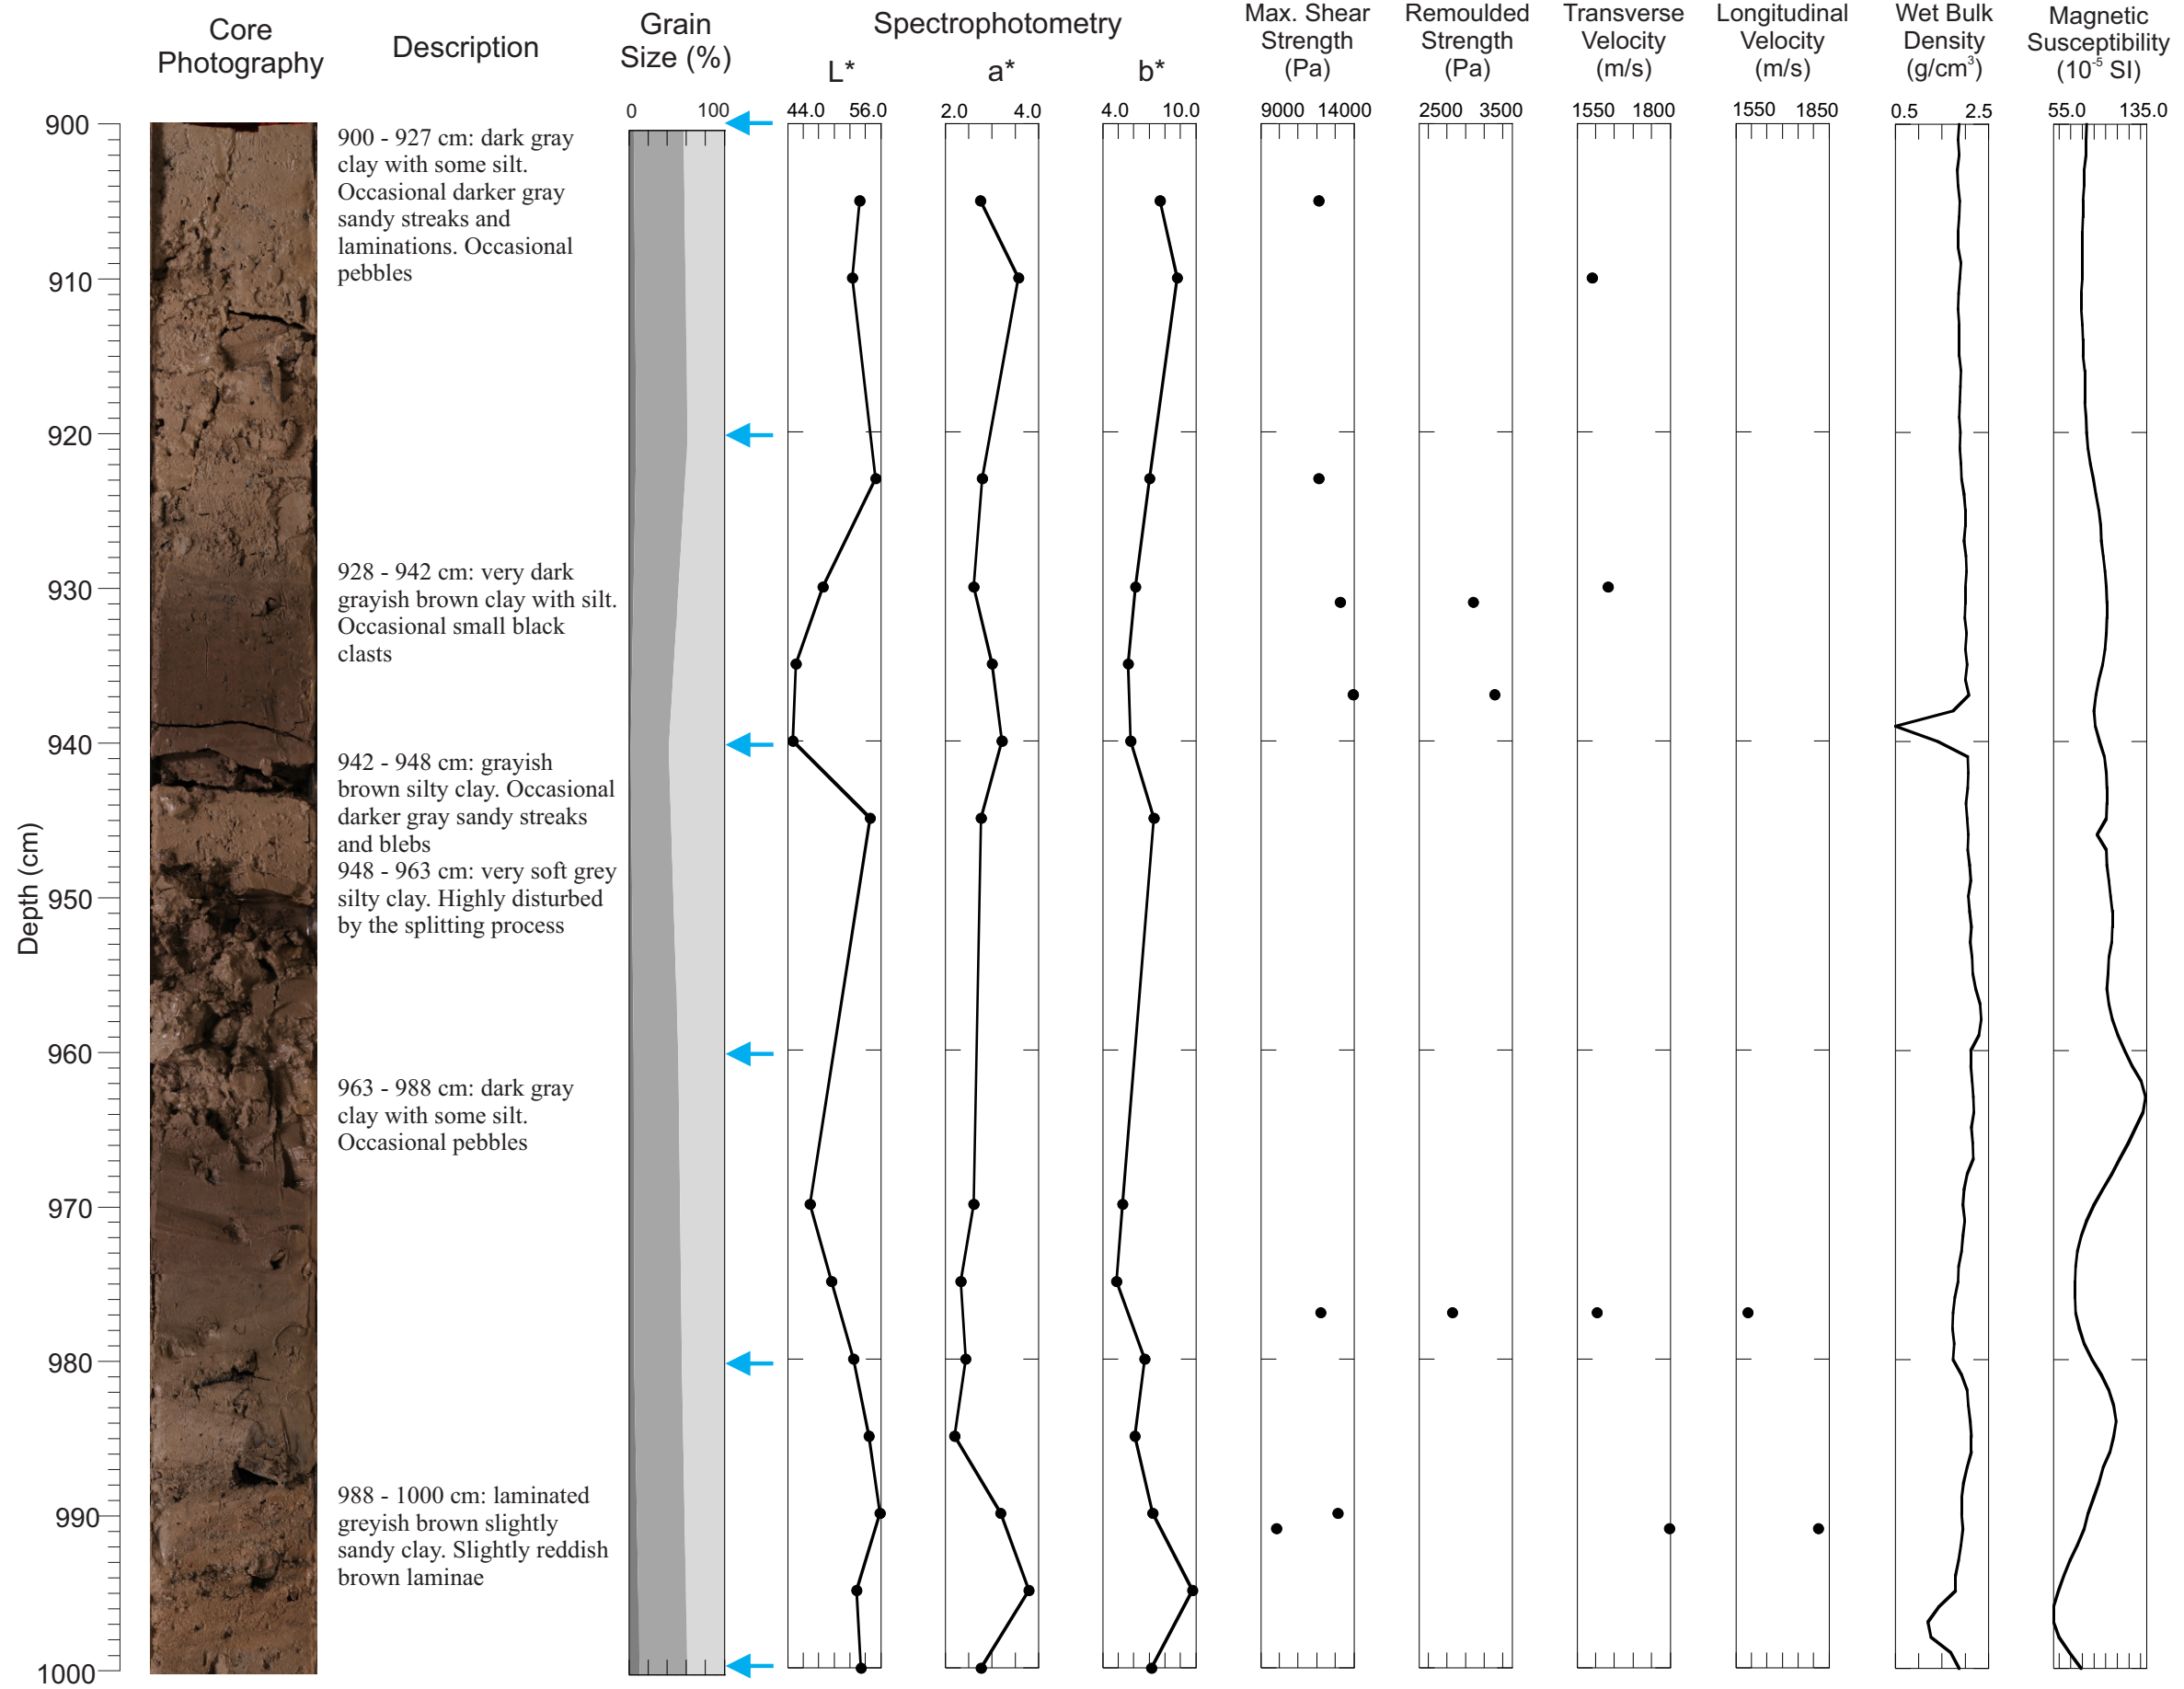 Core
Photography
Description
Grain
Size (%)
Spectrophotometry
L*
a*
b*
Max. Shear
Strength
(Pa)
Remoulded
Strength
(Pa)
Transverse
Velocity
(m/s)
Longitudinal
Velocity
(m/s)
Wet Bulk
Density
(g/cm³)
Magnetic
Susceptibility
(10⁻⁵ SI)
0 100
44.0 56.0
2.0 4.0
4.0 10.0
9000 14000
2500 3500
1550 1800
1550 1850
0.5 2.5
55.0 135.0
Depth (cm)
900
910
920
930
940
950
960
970
980
990
1000
900 - 927 cm: dark gray
clay with some silt.
Occasional darker gray
sandy streaks and
laminations. Occasional
pebbles
928 - 942 cm: very dark
grayish brown clay with silt.
Occasional small black
clasts
942 - 948 cm: grayish
brown silty clay. Occasional
darker gray sandy streaks
and blebs
948 - 963 cm: very soft grey
silty clay. Highly disturbed
by the splitting process
963 - 988 cm: dark gray
clay with some silt.
Occasional pebbles
988 - 1000 cm: laminated
greyish brown slightly
sandy clay. Slightly reddish
brown laminae